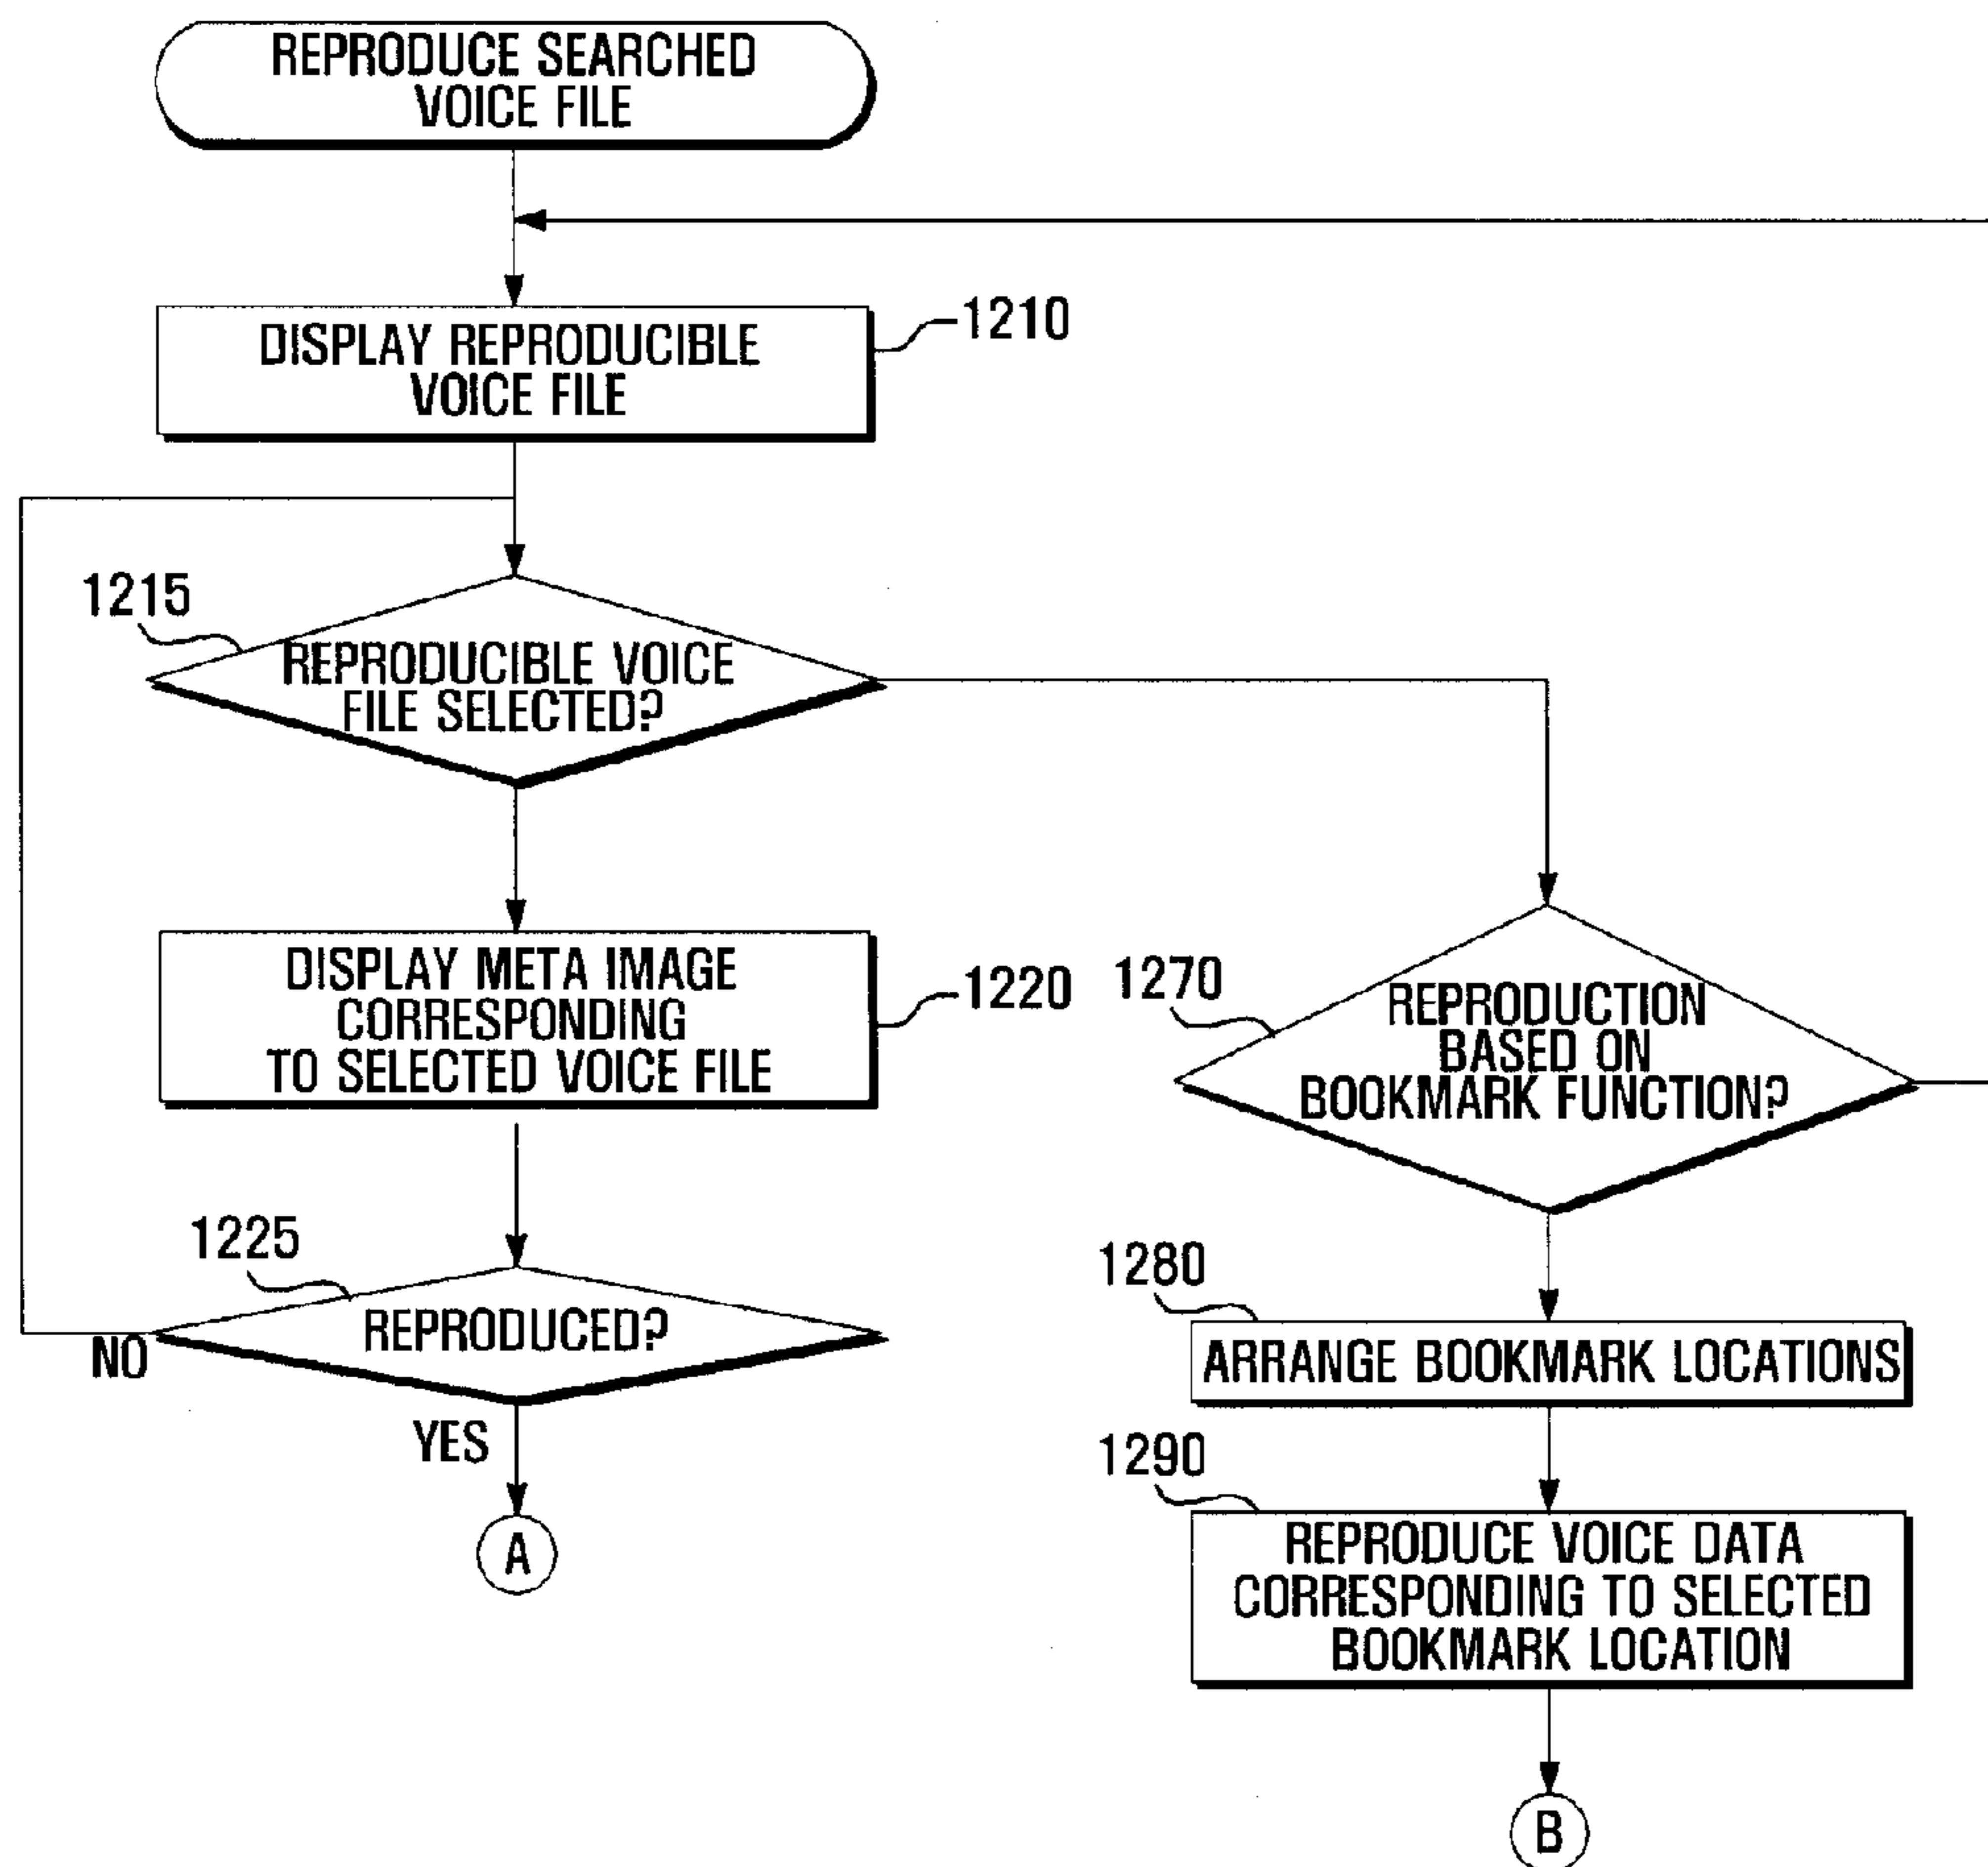 REPRODUCE SEARCHED
VOICE FILE
DISPLAY REPRODUCIBLE
VOICE FILE
1210
1215
REPRODUCIBLE VOICE
FILE SELECTED?
DISPLAY META IMAGE
CORRESPONDING
TO SELECTED VOICE FILE
1220
1225
REPRODUCED?
NO
YES
A
1270
REPRODUCTION
BASED ON
BOOKMARK FUNCTION?
1280
ARRANGE BOOKMARK LOCATIONS
1290
REPRODUCE VOICE DATA
CORRESPONDING TO SELECTED
BOOKMARK LOCATION
B